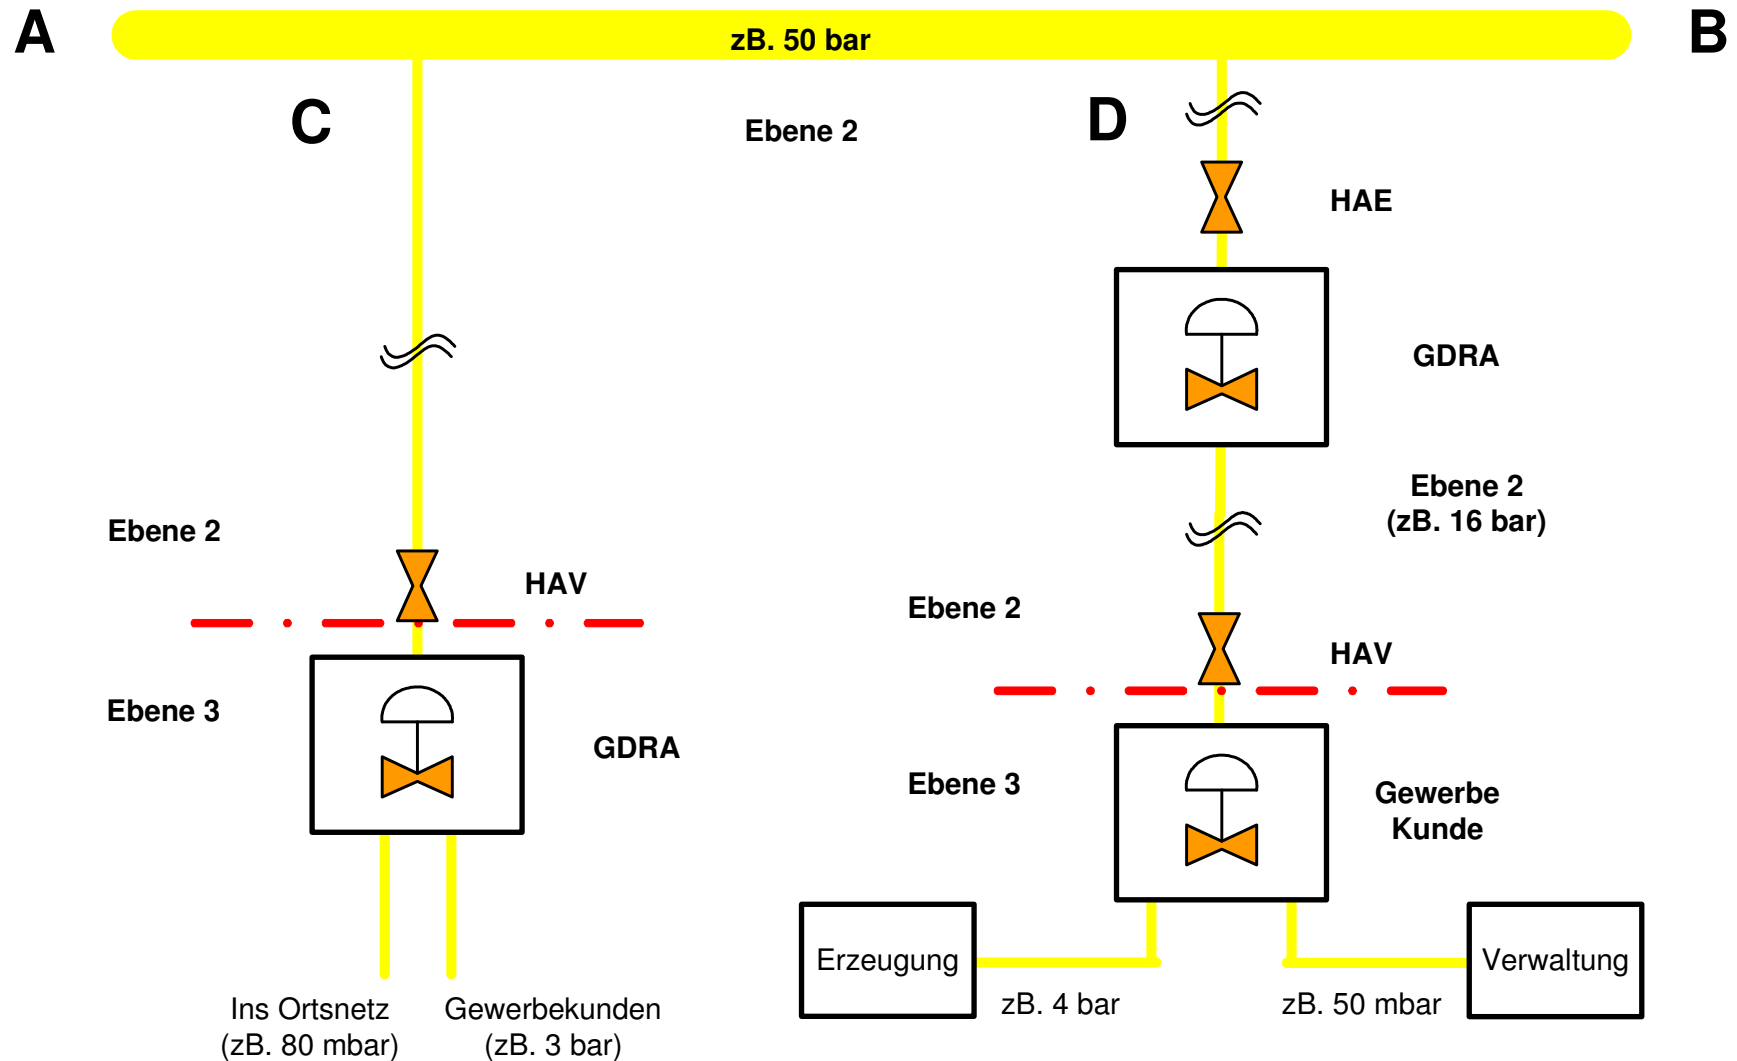 A
zB. 50 bar
B
C
Ebene 2
D
HAE
GDRA
Ebene 2
(zB. 16 bar)
Ebene 2
HAV
Ebene 2
HAV
Ebene 3
GDRA
Ebene 3
Gewerbe
Kunde
Erzeugung
Verwaltung
zB. 4 bar
zB. 50 mbar
Ins Ortsnetz
(zB. 80 mbar)
Gewerbekunden
(zB. 3 bar)